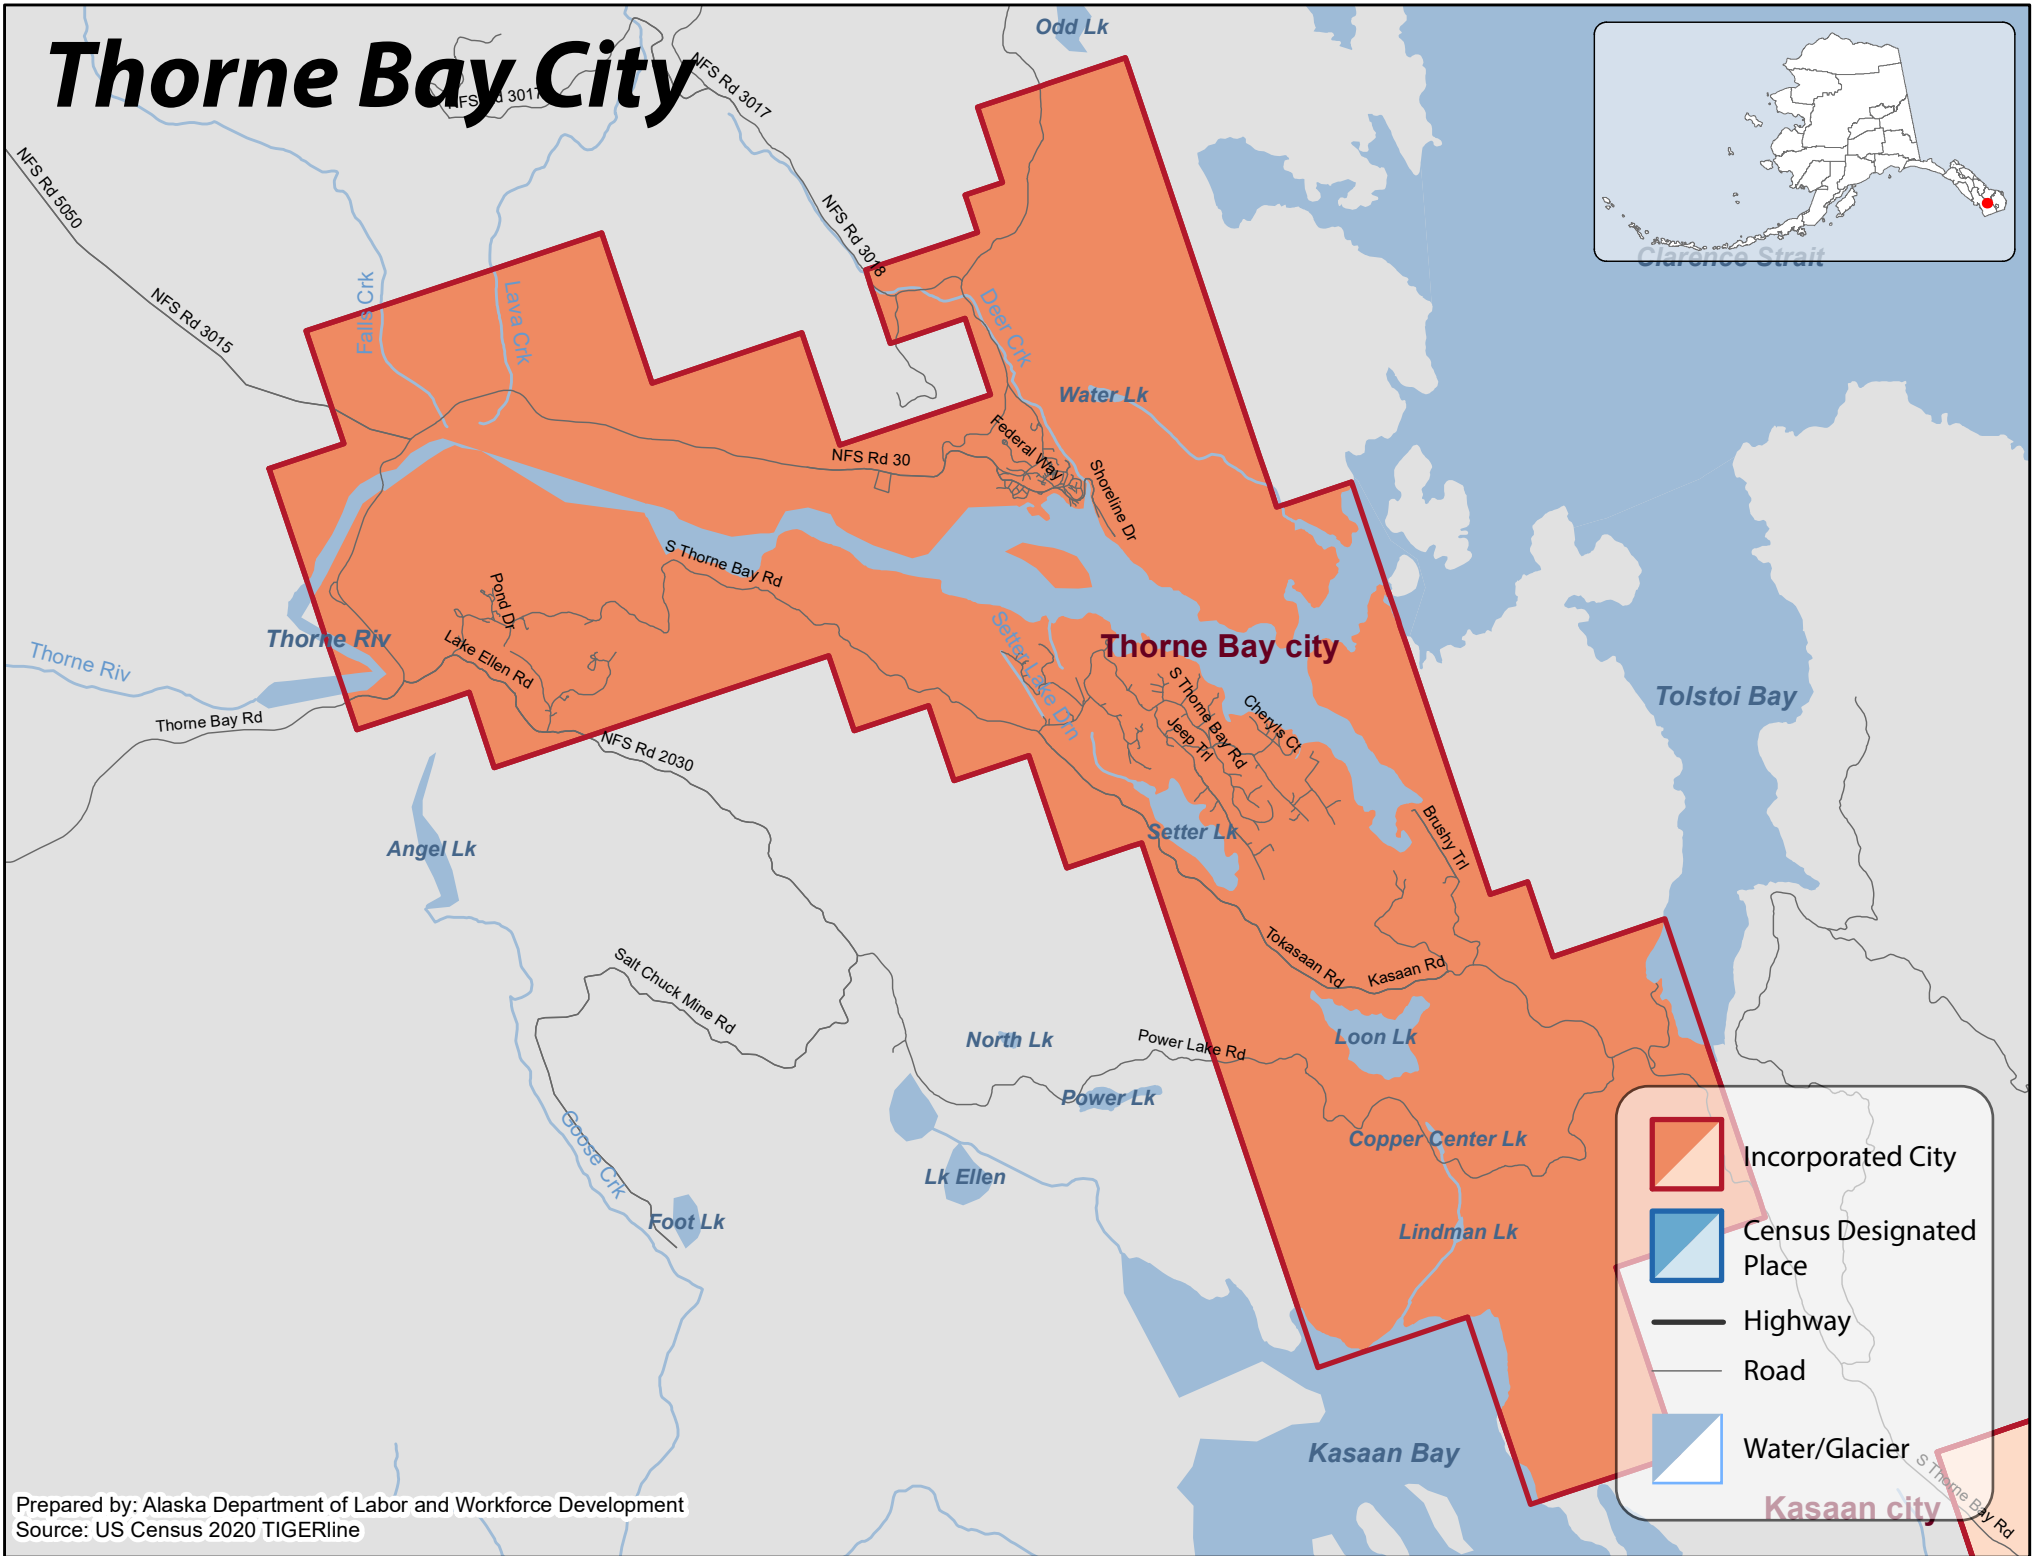 Thorne Bay City
Odd Lk
NFS Rd 3017
NFS Rd 3017
NFS Rd 5050
NFS Rd 3018
Clarence Strait
Falls Crk
Lava Crk
Deer Crk
NFS Rd 3015
Water Lk
Federal Way
NFS Rd 30
Shoreline Dr
S Thorne Bay Rd
Pond Dr
Thorne Riv
Thorne Riv
Lake Ellen Rd
Setter Lake Drn
Thorne Bay city
S Thorne Bay Rd
Cheryls Ct
Jeep Trl
Tolstoi Bay
Thorne Bay Rd
NFS Rd 2030
Angel Lk
Setter Lk
Brushy Trl
Salt Chuck Mine Rd
Tokasaan Rd
Kasaan Rd
North Lk
Power Lake Rd
Loon Lk
Power Lk
Goose Crk
Copper Center Lk
Lk Ellen
Foot Lk
Lindman Lk
Incorporated City
Census Designated
Place
Highway
Road
Water/Glacier
Kasaan Bay
S Thorne Bay Rd
Kasaan city
Prepared by: Alaska Department of Labor and Workforce Development
Source: US Census 2020 TIGERline